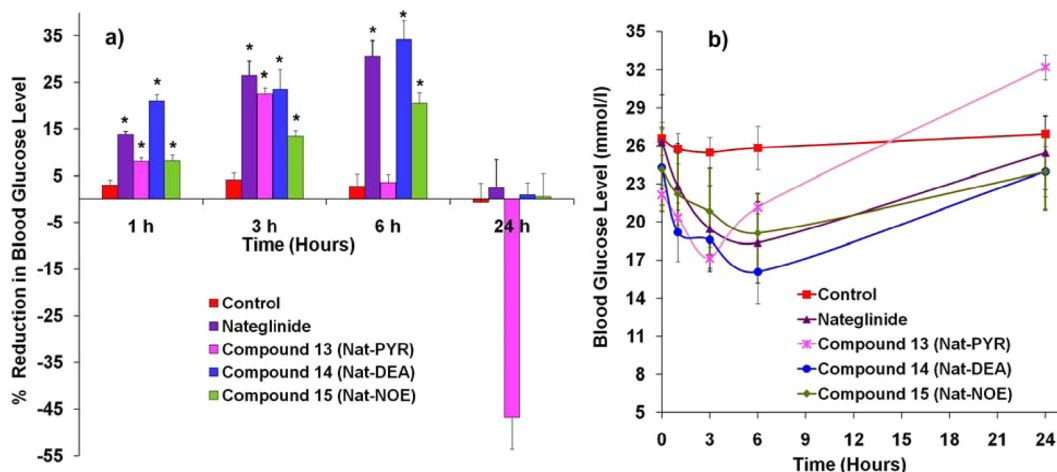 a)
% Reduction in Blood Glucose Level
45
35
25
15
5
-5
-15
-25
-35
-45
-55
* * * *
* * * *
* * *
1 h 3 h 6 h 24 h
Time (Hours)
Control
Nateglinide
Compound 13 (Nat-PYR)
Compound 14 (Nat-DEA)
Compound 15 (Nat-NOE)
b)
Blood Glucose Level (mmol/l)
35
32
29
26
23
20
17
14
11
8
5
Control
Nateglinide
Compound 13 (Nat-PYR)
Compound 14 (Nat-DEA)
Compound 15 (Nat-NOE)
0 3 6 9 12 15 18 21 24
Time (Hours)